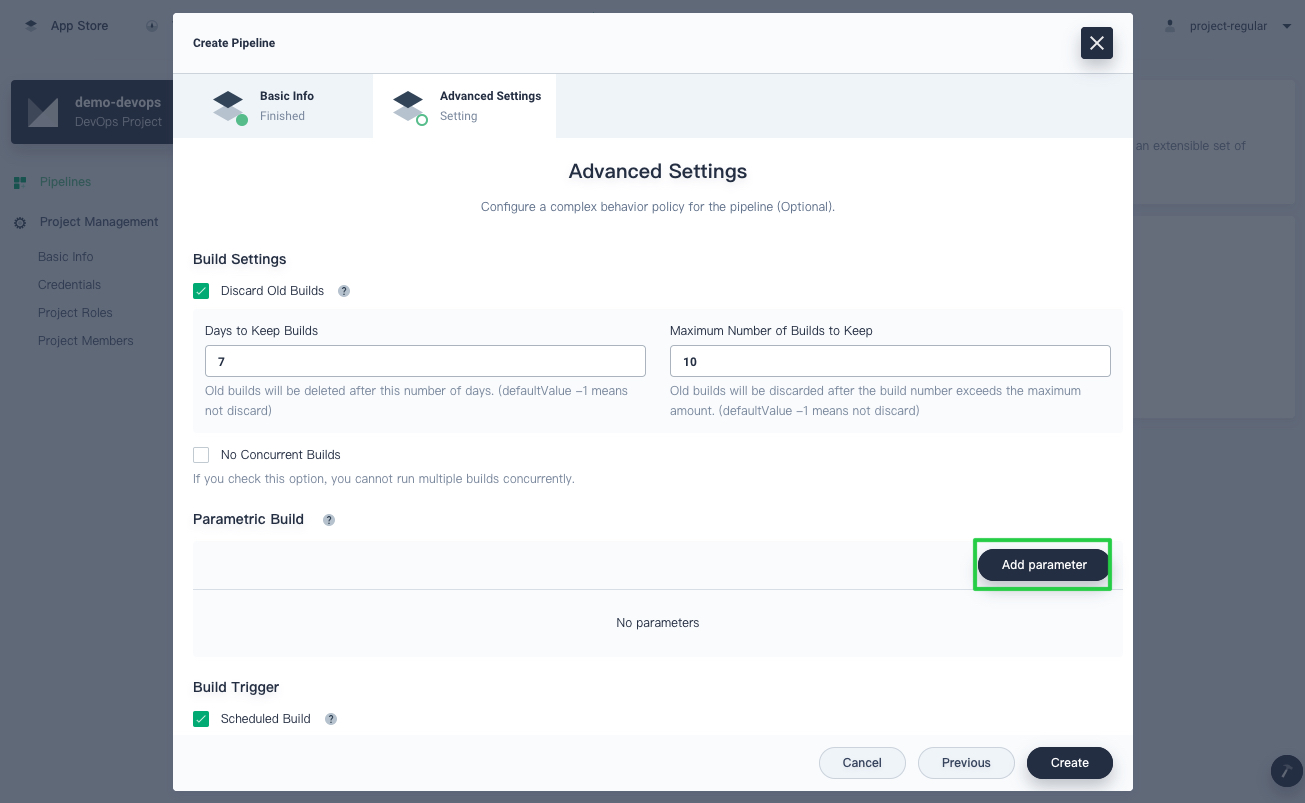 App Store
project-regular
Create Pipeline
demo-devops
DevOps Project
Basic Info
Finished
Advanced Settings
Setting
Advanced Settings
an extensible set of
Pipelines
Configure a complex behavior policy for the pipeline (Optional).
Project Management
Basic Info
Credentials
Project Roles
Project Members
Build Settings
Discard Old Builds ?
Days to Keep Builds
Maximum Number of Builds to Keep
7
10
Old builds will be deleted after this number of days. (defaultValue -1 means
not discard)
Old builds will be discarded after the build number exceeds the maximum
amount. (defaultValue -1 means not discard)
No Concurrent Builds
If you check this option, you cannot run multiple builds concurrently.
Parametric Build ?
Add parameter
No parameters
Build Trigger
Scheduled Build ?
Cancel
Previous
Create